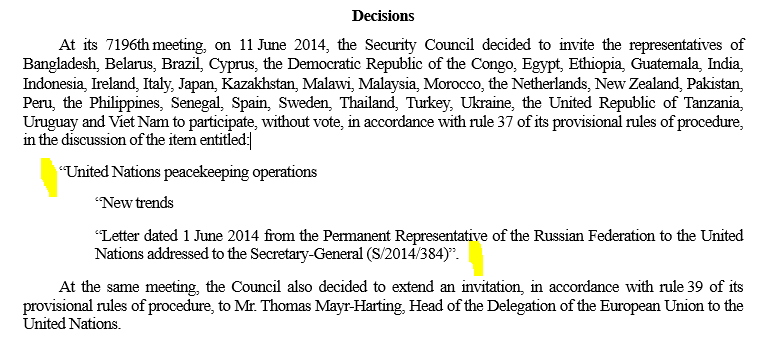 Decisions
At its 7196th meeting, on 11 June 2014, the Security Council decided to invite the representatives of
Bangladesh, Belarus, Brazil, Cyprus, the Democratic Republic of the Congo, Egypt, Ethiopia, Guatemala, India,
Indonesia, Ireland, Italy, Japan, Kazakhstan, Malawi, Malaysia, Morocco, the Netherlands, New Zealand, Pakistan,
Peru, the Philippines, Senegal, Spain, Sweden, Thailand, Turkey, Ukraine, the United Republic of Tanzania,
Uruguay and Viet Nam to participate, without vote, in accordance with rule 37 of its provisional rules of procedure,
in the discussion of the item entitled:
“United Nations peacekeeping operations
“New trends
“Letter dated 1 June 2014 from the Permanent Representative of the Russian Federation to the United
Nations addressed to the Secretary-General (S/2014/384)”.
At the same meeting, the Council also decided to extend an invitation, in accordance with rule 39 of its
provisional rules of procedure, to Mr. Thomas Mayr-Harting, Head of the Delegation of the European Union to the
United Nations.